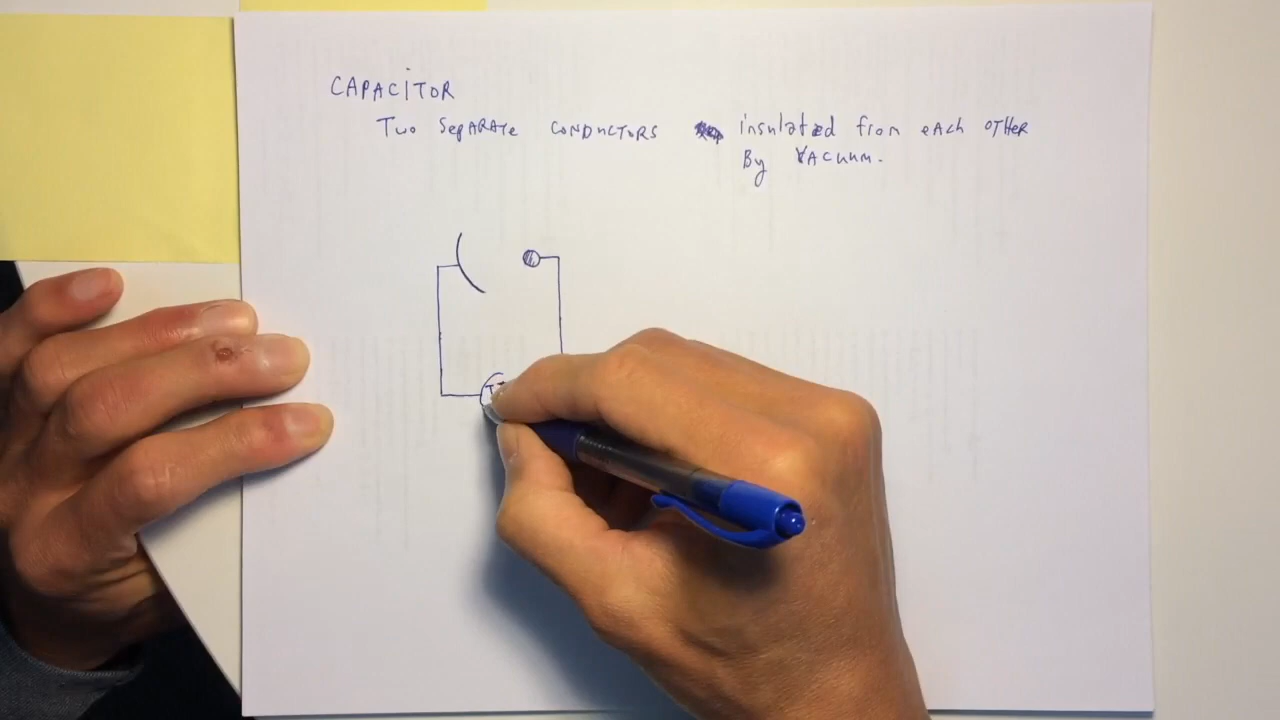 CAPACiTOR
Two SepARATe CONDUCTORS insulated from eAcH OTHer
By VACuum.